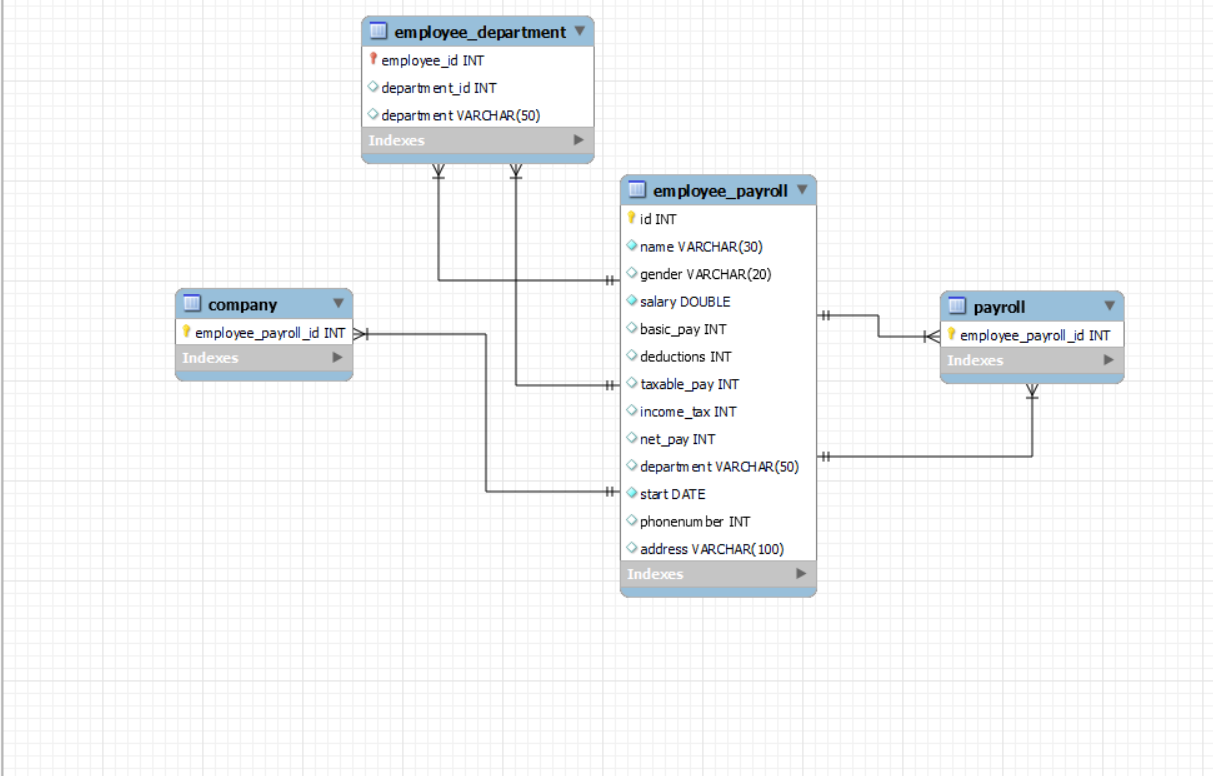 employee_department
employee_id INT
department_id INT
department VARCHAR(50)
Indexes
employee_payroll
id INT
name VARCHAR(30)
gender VARCHAR(20)
salary DOUBLE
basic_pay INT
deductions INT
taxable_pay INT
income_tax INT
net_pay INT
department VARCHAR(50)
start DATE
phonenumber INT
address VARCHAR(100)
Indexes
company
employee_payroll_id INT
Indexes
payroll
employee_payroll_id INT
Indexes